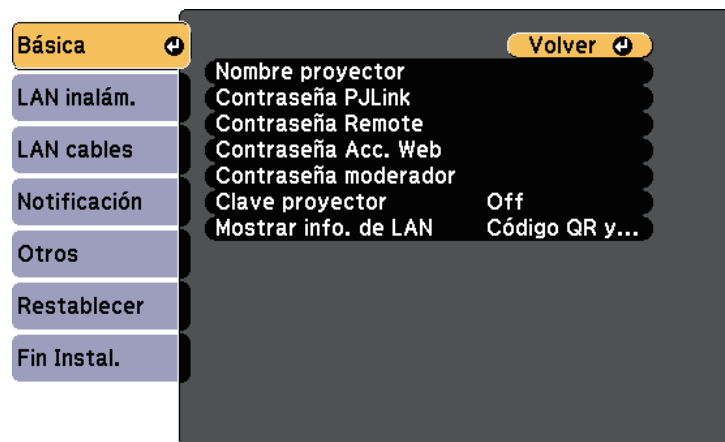 Básica
LAN inalám.
LAN cables
Notificación
Otros
Restablecer
Fin Instal.
Volver
Nombre proyector
Contraseña PJLink
Contraseña Remote
Contraseña Acc. Web
Contraseña moderador
Clave proyector Off
Mostrar info. de LAN Código QR y...